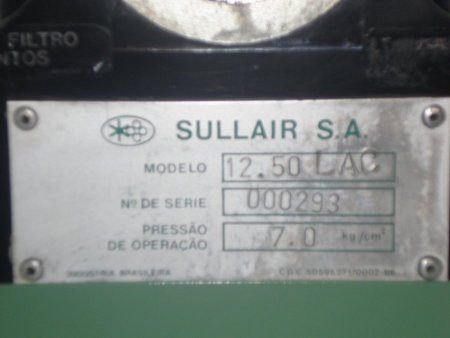 FILTRO
NTOS
SULLAIR S.A.
MODELO 12.50 LAC
Nº DE SERIE 000293
PRESSÃO
DE OPERAÇÃO 7.0 kg/cm²
INDUSTRIA BRASILEIRA